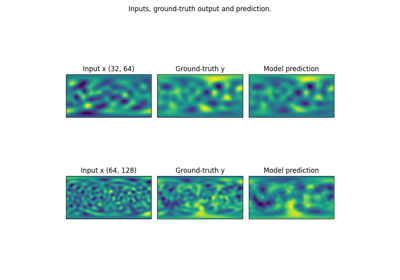 Inputs, ground-truth output and prediction.
Input x (32, 64)
Ground-truth y
Model prediction
Input x (64, 128)
Ground-truth y
Model prediction